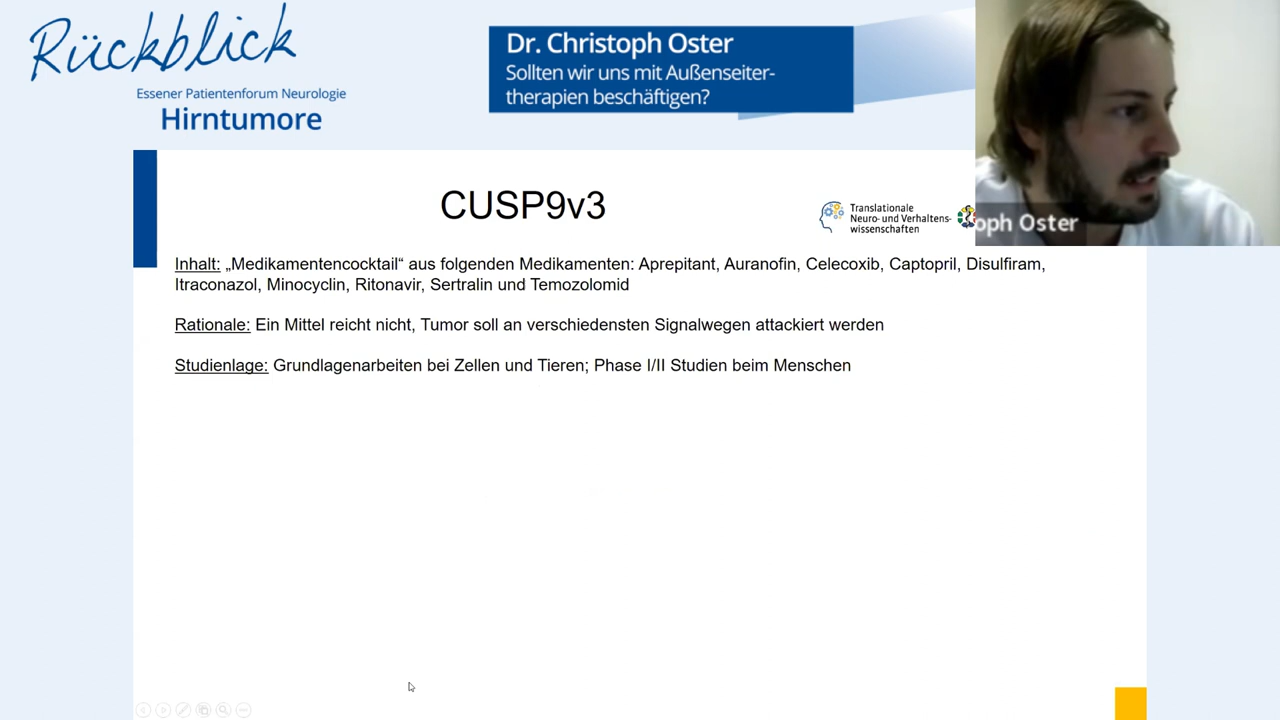 Rückblick
Essener Patientenforum Neurologie
Hirntumore
Dr. Christoph Oster
Sollten wir uns mit Außenseiter-
therapien beschäftigen?
oph Oster
CUSP9v3
Translationale
Neuro- und Verhaltens-
wissenschaften
Inhalt: „Medikamentencocktail“ aus folgenden Medikamenten: Aprepitant, Auranofin, Celecoxib, Captopril, Disulfiram,
Itraconazol, Minocyclin, Ritonavir, Sertralin und Temozolomid
Rationale: Ein Mittel reicht nicht, Tumor soll an verschiedensten Signalwegen attackiert werden
Studienlage: Grundlagenarbeiten bei Zellen und Tieren; Phase I/II Studien beim Menschen